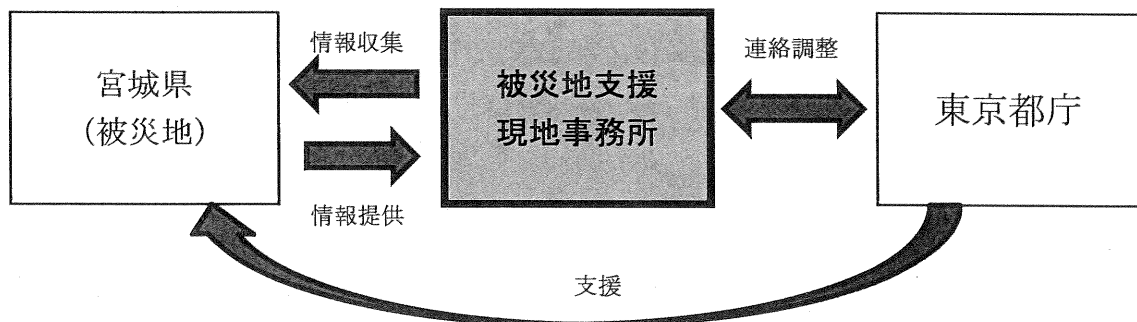 情報収集
宮城県
(被災地)
情報提供
被災地支援
現地事務所
連絡調整
東京都庁
支援